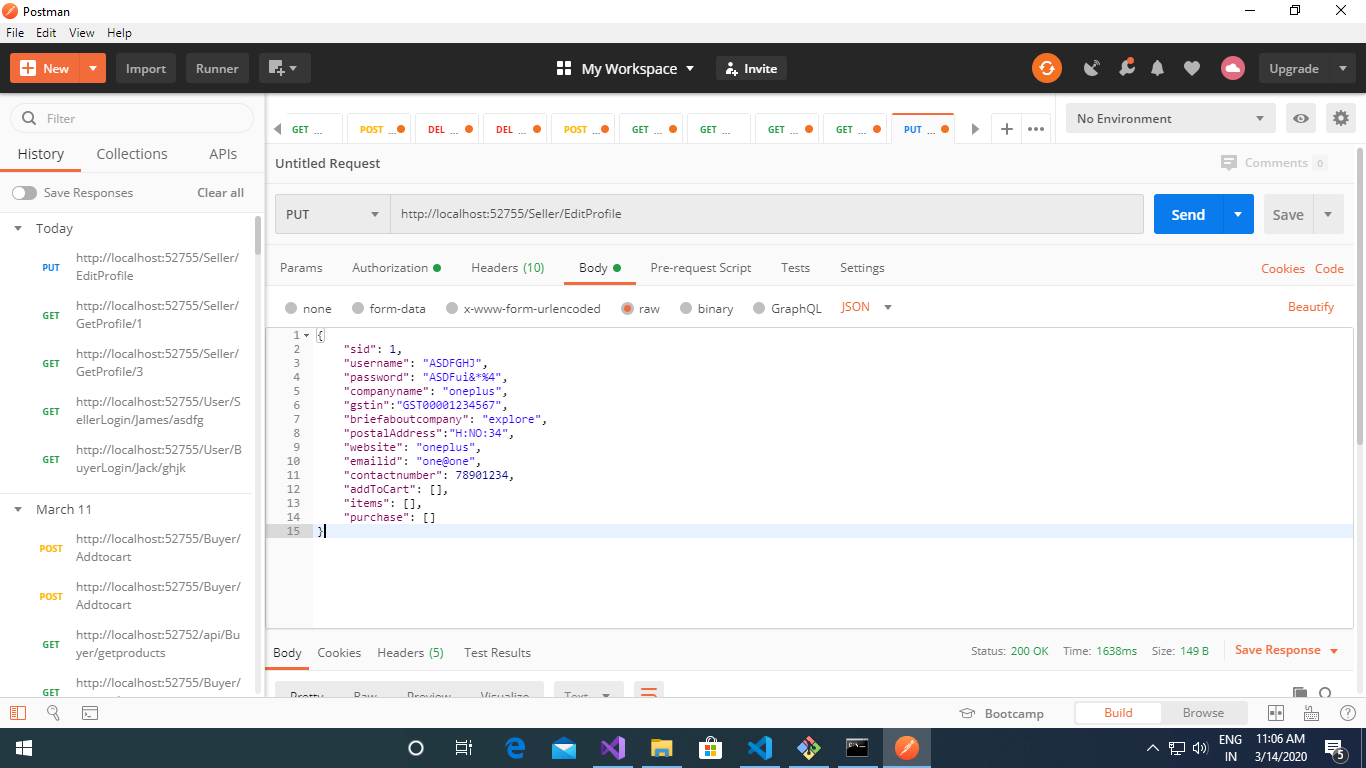 Postman
File Edit View Help
New Import Runner My Workspace Invite Upgrade
Filter
History Collections APIs
Save Responses Clear all
Today
PUT http://localhost:52755/Seller/
EditProfile
GET http://localhost:52755/Seller/
GetProfile/1
GET http://localhost:52755/Seller/
GetProfile/3
GET http://localhost:52755/User/S
ellerLogin/James/asdfg
GET http://localhost:52755/User/B
uyerLogin/Jack/ghjk
March 11
POST http://localhost:52755/Buyer/
Addtocart
POST http://localhost:52755/Buyer/
Addtocart
GET http://localhost:52752/api/Bu
yer/getproducts
GET http://localhost:52755/Buyer/
GET ... POST ... DEL ... DEL ... POST ... GET ... GET ... GET ... GET ... PUT ... No Environment
Untitled Request Comments 0
PUT http://localhost:52755/Seller/EditProfile Send Save
Params Authorization Headers (10) Body Pre-request Script Tests Settings Cookies Code
none form-data x-www-form-urlencoded raw binary GraphQL JSON Beautify
1 {
2 "sid": 1,
3 "username": "ASDFGHJ",
4 "password": "ASDFui&*%4",
5 "companyname": "oneplus",
6 "gstin":"GST00001234567",
7 "briefaboutcompany": "explore",
8 "postalAddress":"H:NO:34",
9 "website": "oneplus",
10 "emailid": "one@one",
11 "contactnumber": 78901234,
12 "addToCart": [],
13 "items": [],
14 "purchase": []
15 }
Body Cookies Headers (5) Test Results Status: 200 OK Time: 1638ms Size: 149 B Save Response
Pretty Raw Preview Visualize Text
Bootcamp Build Browse
ENG 11:06 AM
IN 3/14/2020 5